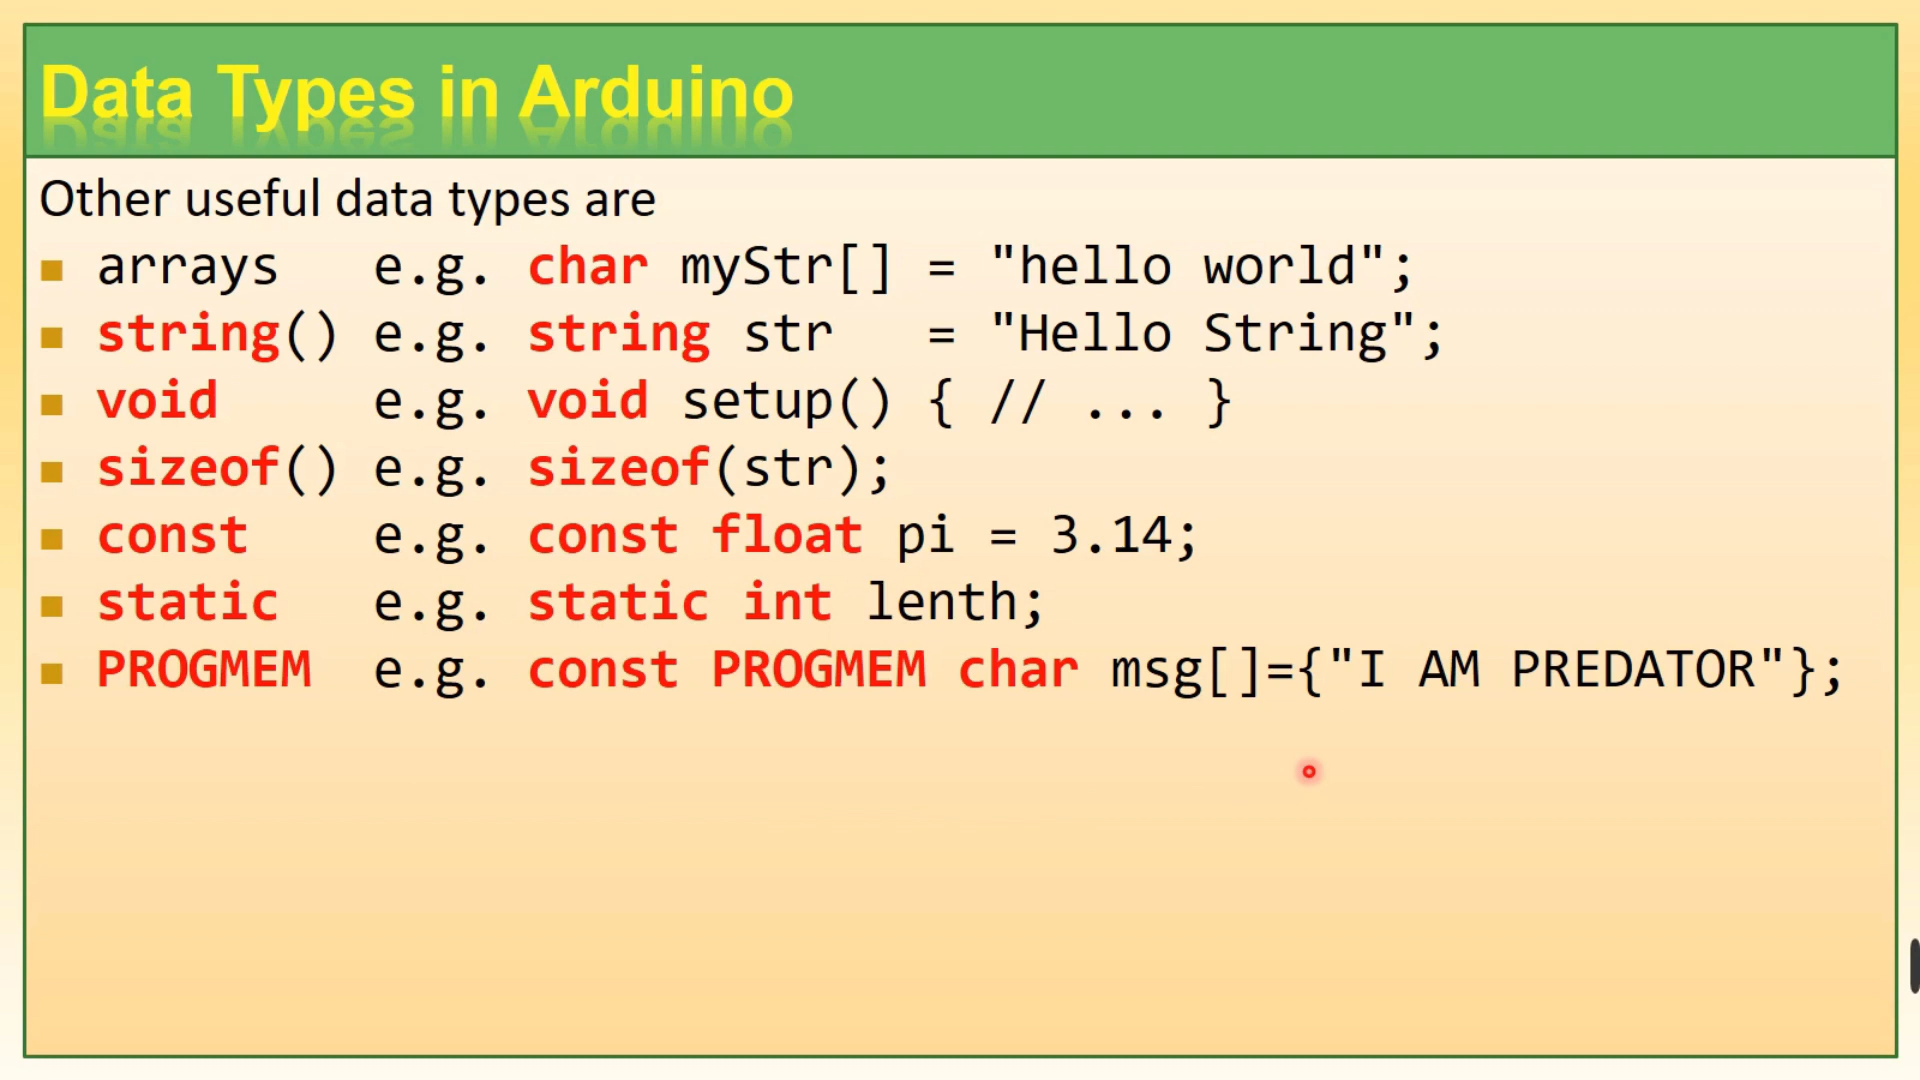 Data Types in Arduino
Other useful data types are
arrays e.g. char myStr[] = "hello world";
string() e.g. string str = "Hello String";
void e.g. void setup() { // ... }
sizeof() e.g. sizeof(str);
const e.g. const float pi = 3.14;
static e.g. static int lenth;
PROGMEM e.g. const PROGMEM char msg[]={"I AM PREDATOR"};